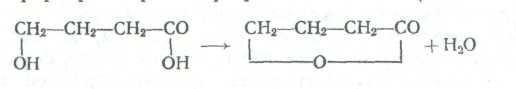 CH₂—CH₂—CH₂—CO → CH₂—CH₂—CH₂—CO
OH OH O + H₂O